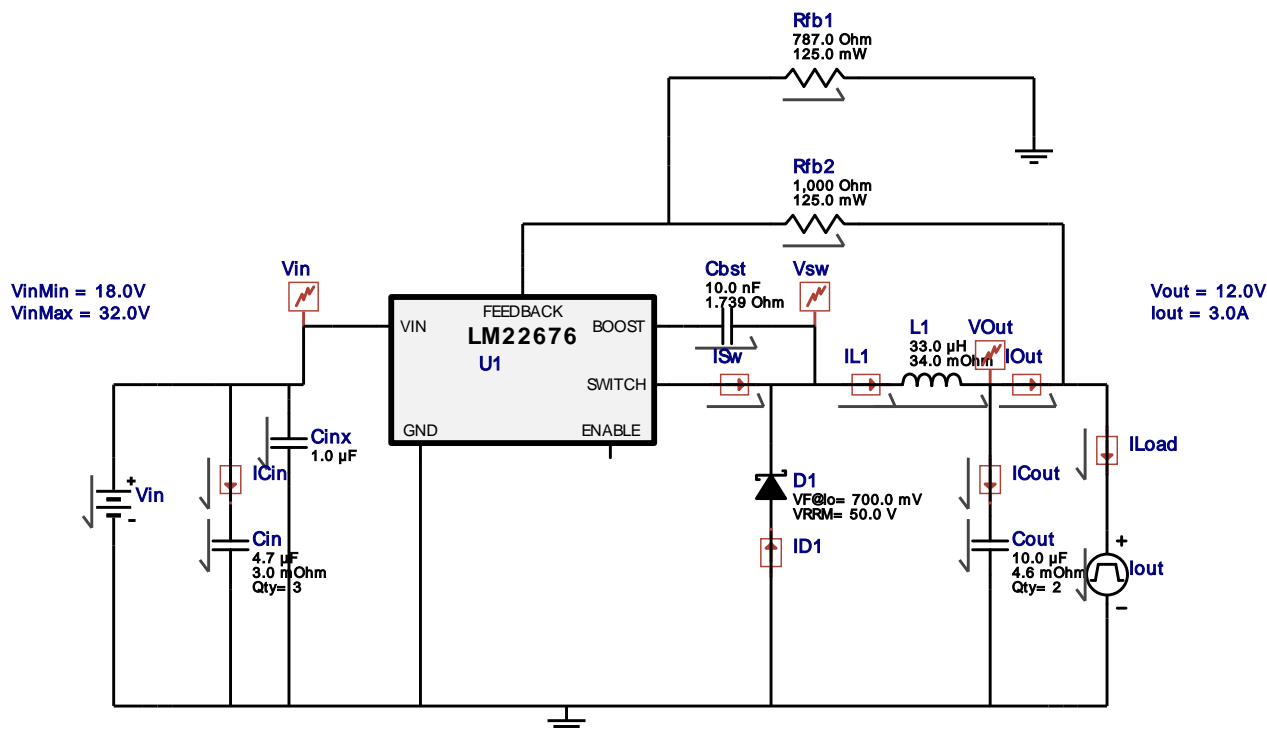 Rfb1
787.0 Ohm
125.0 mW
Rfb2
1,000 Ohm
125.0 mW
VinMin = 18.0V
VinMax = 32.0V
Vin
Cbst
10.0 nF
1.739 Ohm
Vsw
Vout = 12.0V
Iout = 3.0A
FEEDBACK
VIN
LM22676
BOOST
U1
SWITCH
GND
ENABLE
ISw
IL1
L1
33.0 µH
34.0 mOhm
VOut
IOut
Cinx
1.0 µF
ICin
+
Vin
-
Cin
4.7 µF
3.0 mOhm
Qty= 3
D1
VF@Io= 700.0 mV
VRRM= 50.0 V
ID1
ICout
ILoad
Cout
10.0 µF
4.6 mOhm
Qty= 2
+
Iout
–